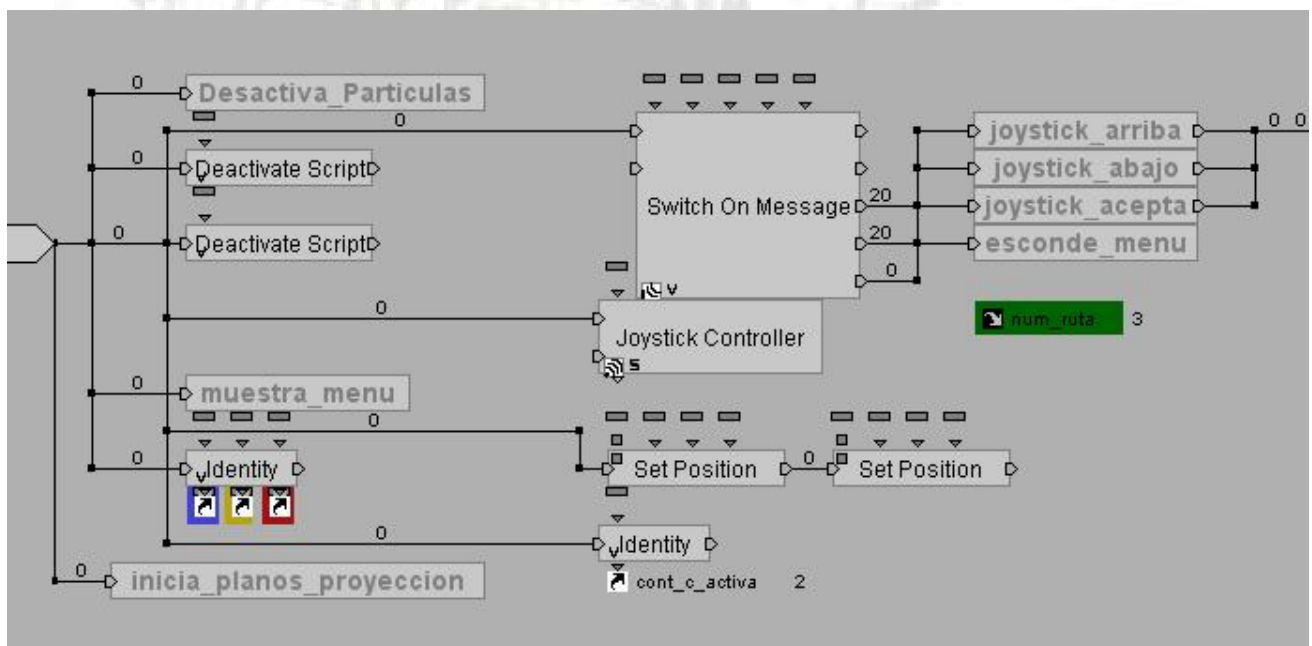 0
Desactiva_Particulas
0
0 0
joystick_arriba
0
Deactivate Script
joystick_abajo
Switch On Message
20
joystick_acepta
0
Deactivate Script
20
esconde_menu
0
V
0
num_ruta 3
Joystick Controller
S
0
muestra_menu
0
0
Identity
Set Position
0
Set Position
0
Identity
0
inicia_planos_proyeccion
cont_c_activa 2